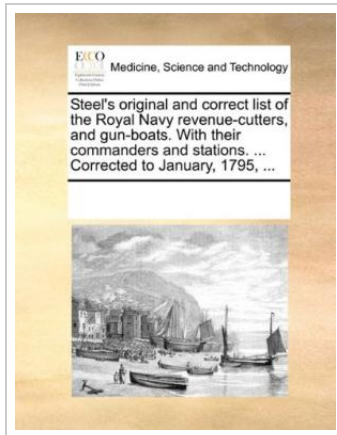 ECCO
Medicine, Science and Technology
Steel's original and correct list of
the Royal Navy revenue-cutters,
and gun-boats. With their
commanders and stations. ...
Corrected to January, 1795, ...